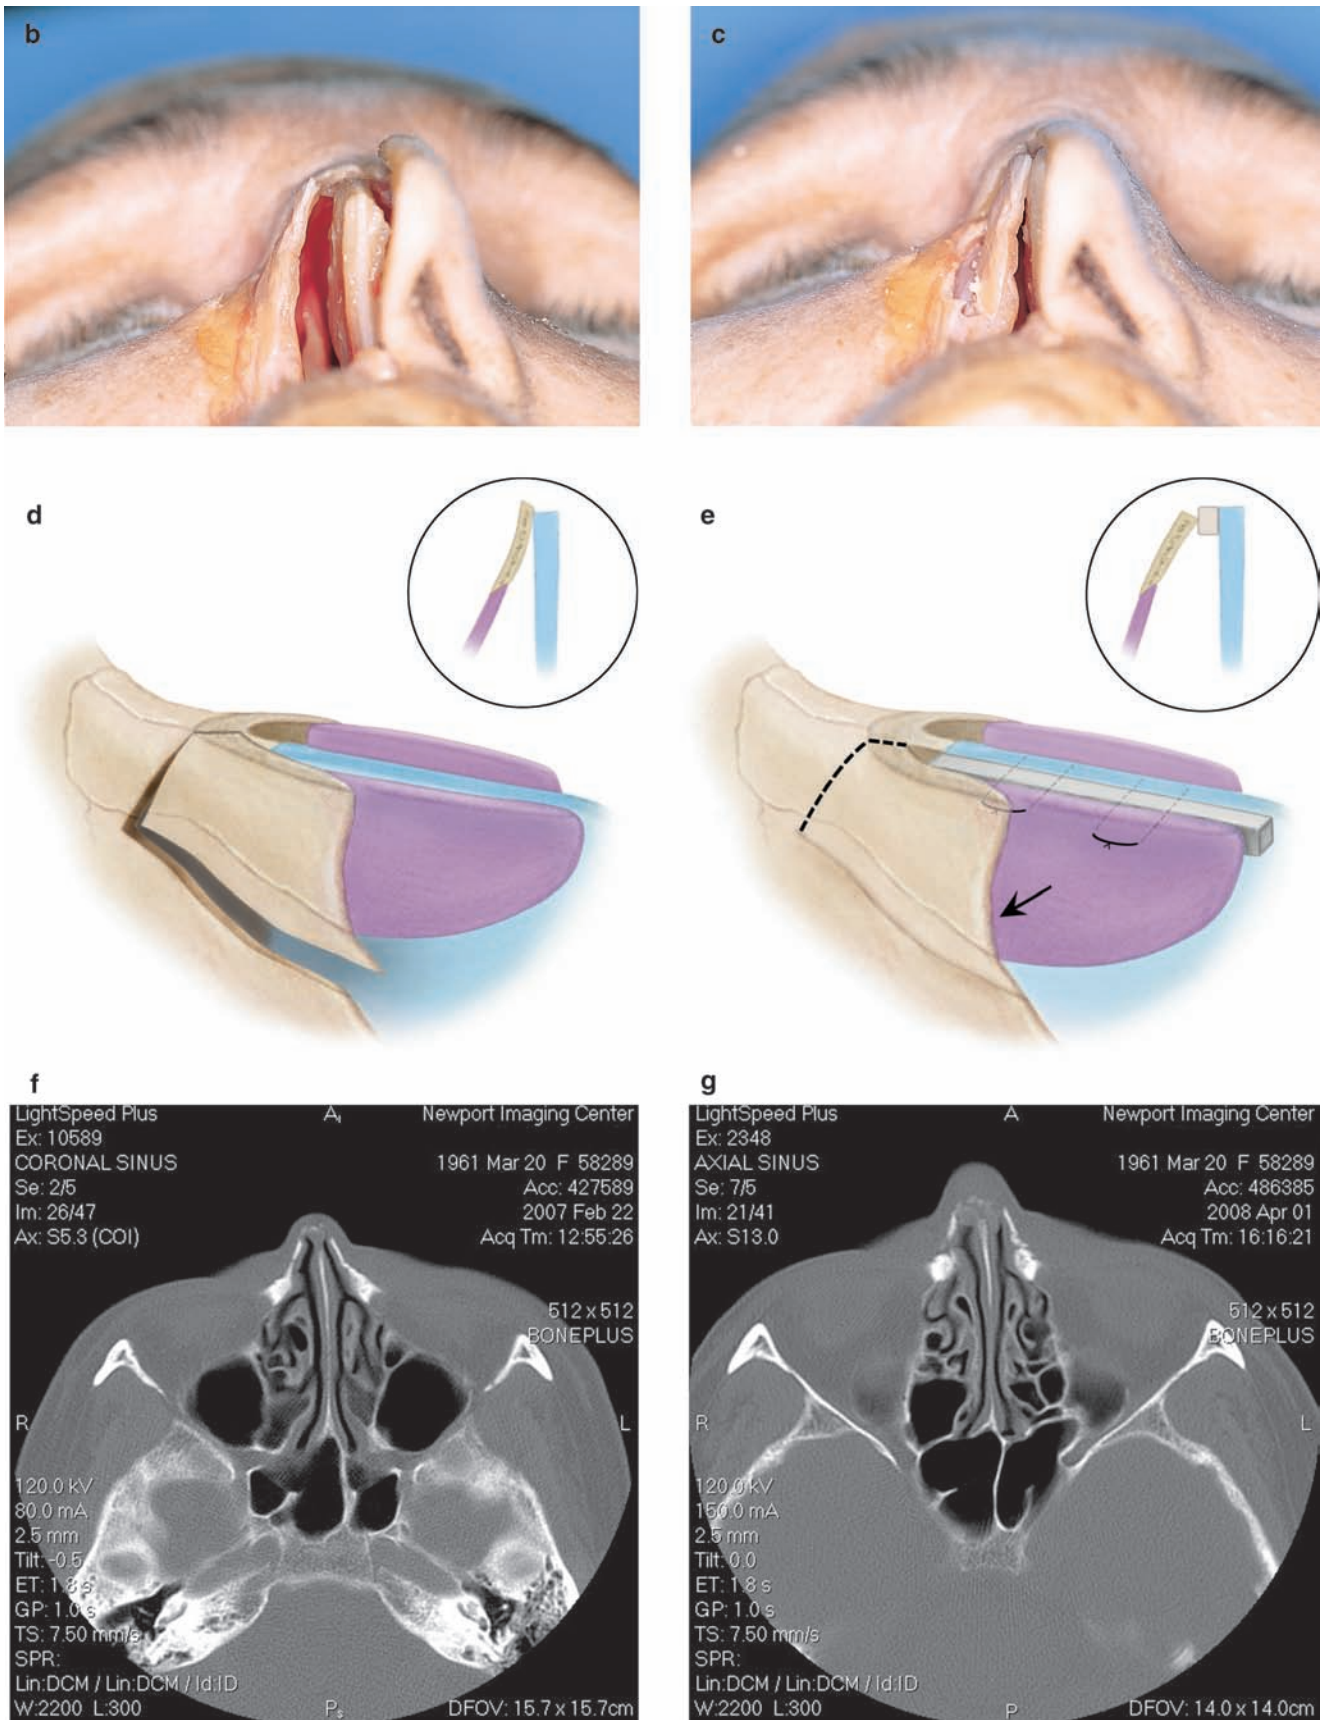 b
c
d
e
f
g
LightSpeed Plus
Ex: 10589
CORONAL SINUS
Se: 2/5
Im: 26/47
Ax: S5.3 (COI)
A
Newport Imaging Center
1961 Mar 20 F 58289
Acc: 427589
2007 Feb 22
Acq Tm: 12:55:26
512 x 512
BONEPLUS
R
L
120.0 kV
80.0 mA
2.5 mm
Tilt: -0.5
ET: 1.8 s
GP: 1.0 s
TS: 7.50 mm/s
SPR:
Lin:DCM / Lin:DCM / Id:ID
W:2200 L:300
Ps
DFOV: 15.7 x 15.7cm
LightSpeed Plus
Ex: 2348
AXIAL SINUS
Se: 7/5
Im: 21/41
Ax: S13.0
A
Newport Imaging Center
1961 Mar 20 F 58289
Acc: 486385
2008 Apr 01
Acq Tm: 16:16:21
512 x 512
BONEPLUS
R
L
120.0 kV
150.0 mA
2.5 mm
Tilt: 0.0
ET: 1.8 s
GP: 1.0 s
TS: 7.50 mm/s
SPR:
Lin:DCM / Lin:DCM / Id:ID
W:2200 L:300
P
DFOV: 14.0 x 14.0cm